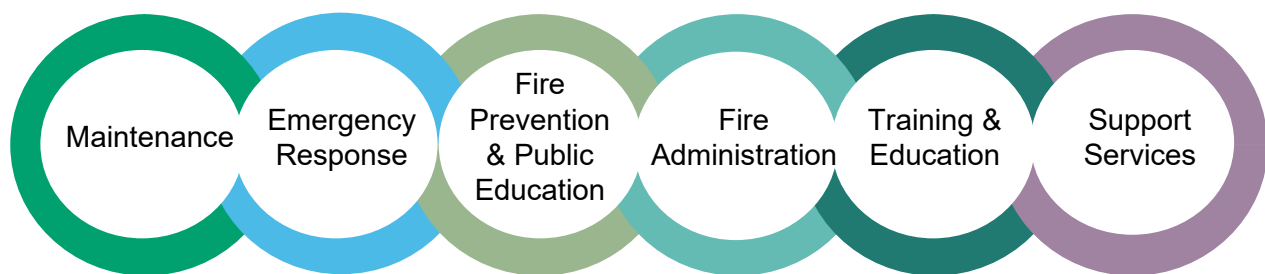 Maintenance
Emergency
Response
Fire
Prevention
& Public
Education
Fire
Administration
Training &
Education
Support
Services